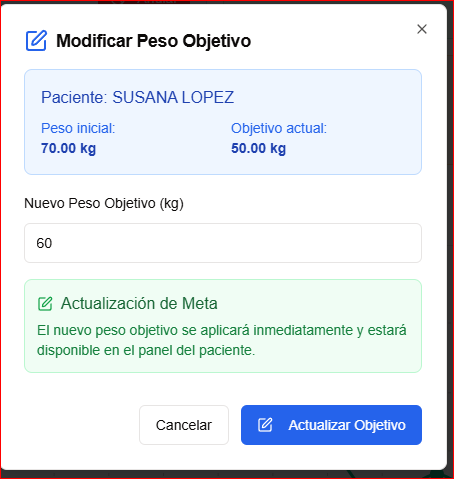 Modificar Peso Objetivo
Paciente: SUSANA LOPEZ
Peso inicial: Objetivo actual:
70.00 kg 50.00 kg
Nuevo Peso Objetivo (kg)
60
Actualización de Meta
El nuevo peso objetivo se aplicará inmediatamente y estará
disponible en el panel del paciente.
Cancelar Actualizar Objetivo